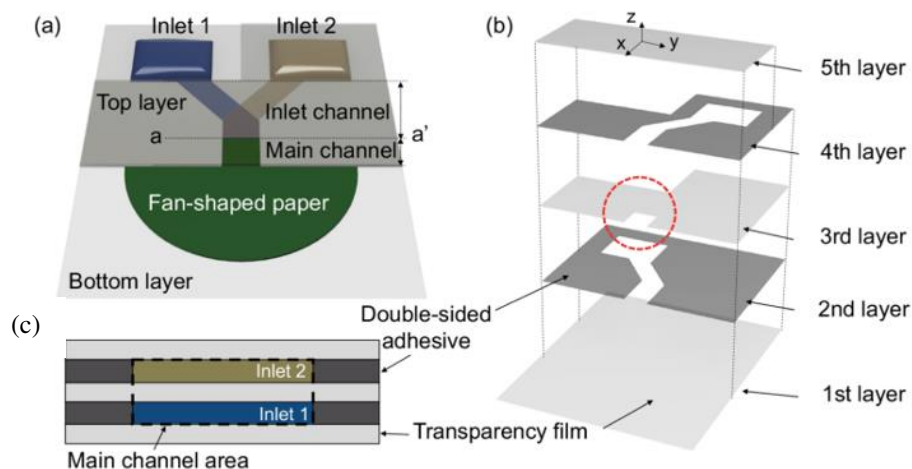 (a)
Inlet 1
Inlet 2
Top layer
Inlet channel
a
a'
Main channel
Fan-shaped paper
Bottom layer
(b)
z
x
y
5th layer
4th layer
3rd layer
2nd layer
1st layer
Double-sided
adhesive
Transparency film
(c)
Inlet 2
Inlet 1
Main channel area